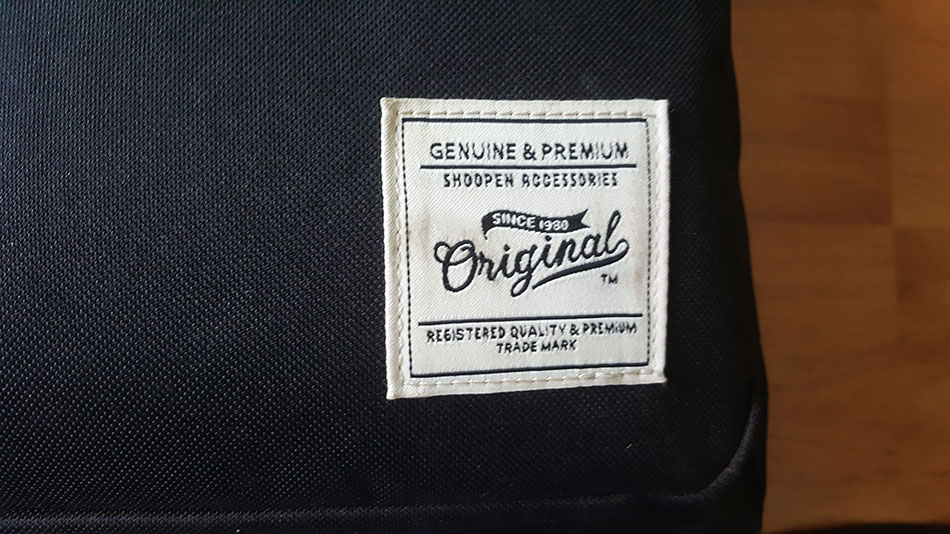 GENUINE & PREMIUM
SHOOPEN ACCESSORIES
SINCE 1980
Original
TM
REGISTERED QUALITY & PREMIUM
TRADE MARK